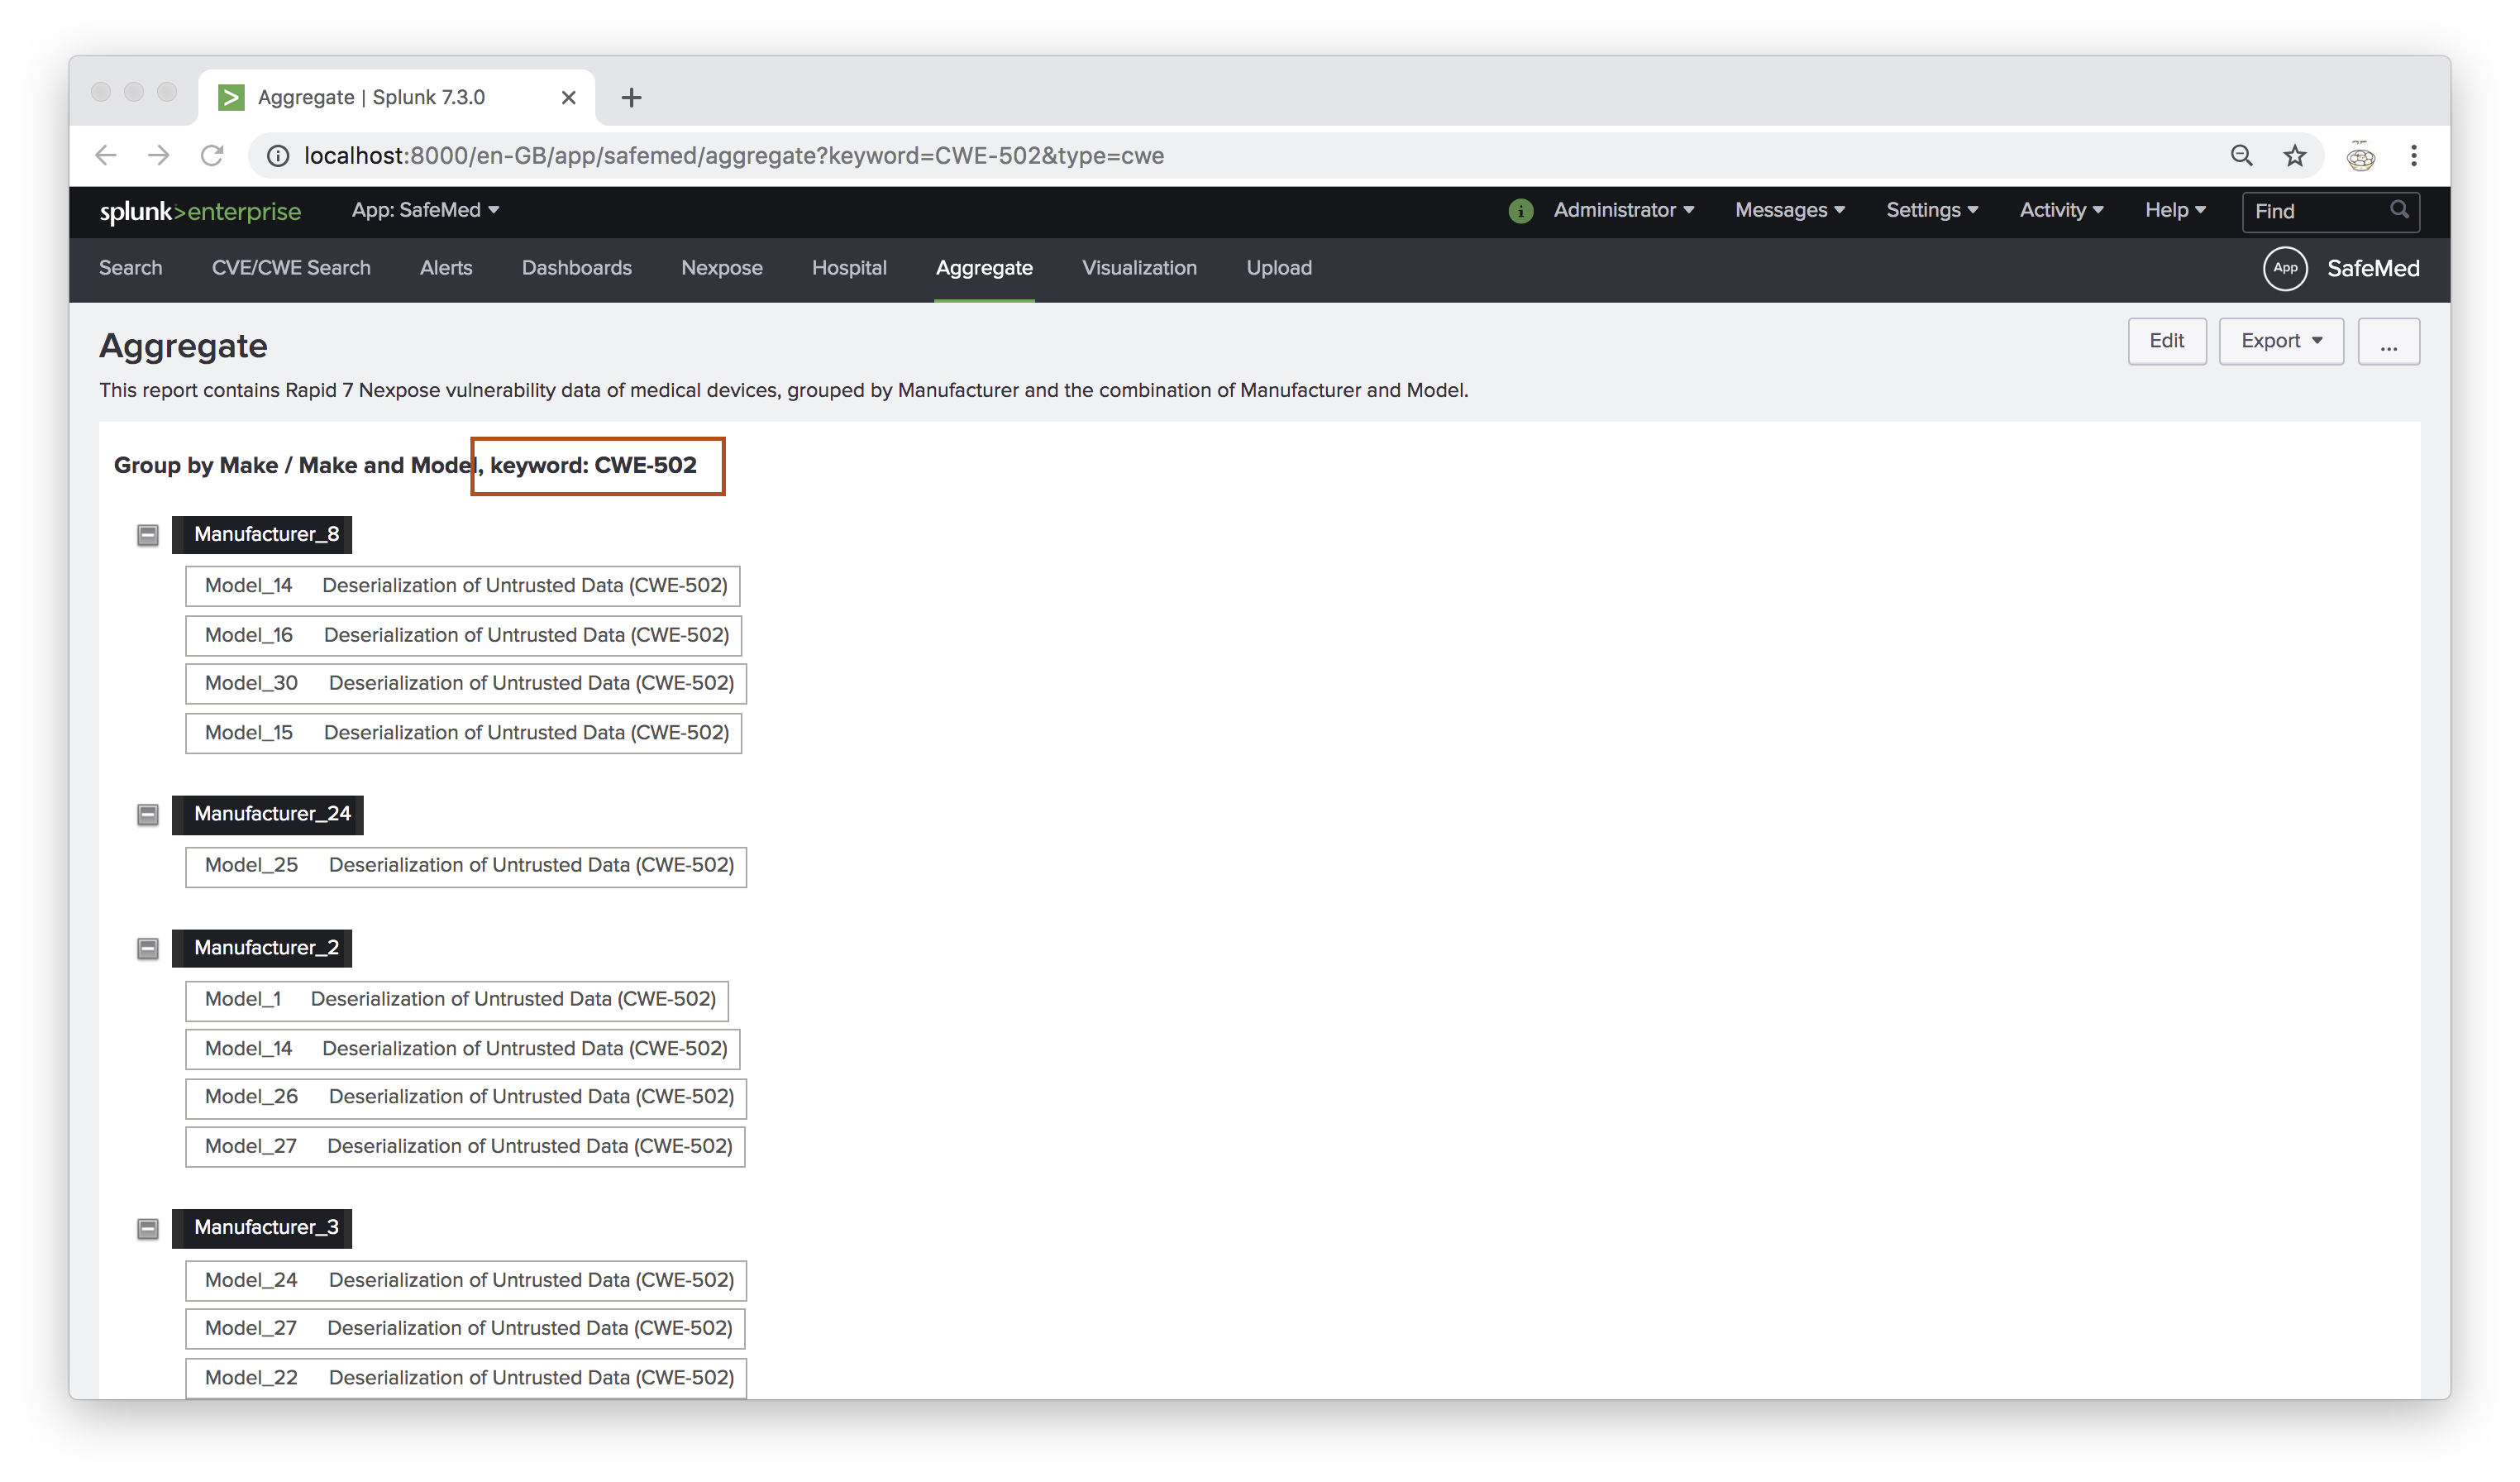 Aggregate | Splunk 7.3.0
localhost:8000/en-GB/app/safemed/aggregate?keyword=CWE-502&type=cwe
splunk>enterprise App: SafeMed i Administrator Messages Settings Activity Help Find
Search CVE/CWE Search Alerts Dashboards Nexpose Hospital Aggregate Visualization Upload App SafeMed
Aggregate Edit Export ...
This report contains Rapid 7 Nexpose vulnerability data of medical devices, grouped by Manufacturer and the combination of Manufacturer and Model.
Group by Make / Make and Model, keyword: CWE-502
Manufacturer_8
Model_14 Deserialization of Untrusted Data (CWE-502)
Model_16 Deserialization of Untrusted Data (CWE-502)
Model_30 Deserialization of Untrusted Data (CWE-502)
Model_15 Deserialization of Untrusted Data (CWE-502)
Manufacturer_24
Model_25 Deserialization of Untrusted Data (CWE-502)
Manufacturer_2
Model_1 Deserialization of Untrusted Data (CWE-502)
Model_14 Deserialization of Untrusted Data (CWE-502)
Model_26 Deserialization of Untrusted Data (CWE-502)
Model_27 Deserialization of Untrusted Data (CWE-502)
Manufacturer_3
Model_24 Deserialization of Untrusted Data (CWE-502)
Model_27 Deserialization of Untrusted Data (CWE-502)
Model_22 Deserialization of Untrusted Data (CWE-502)